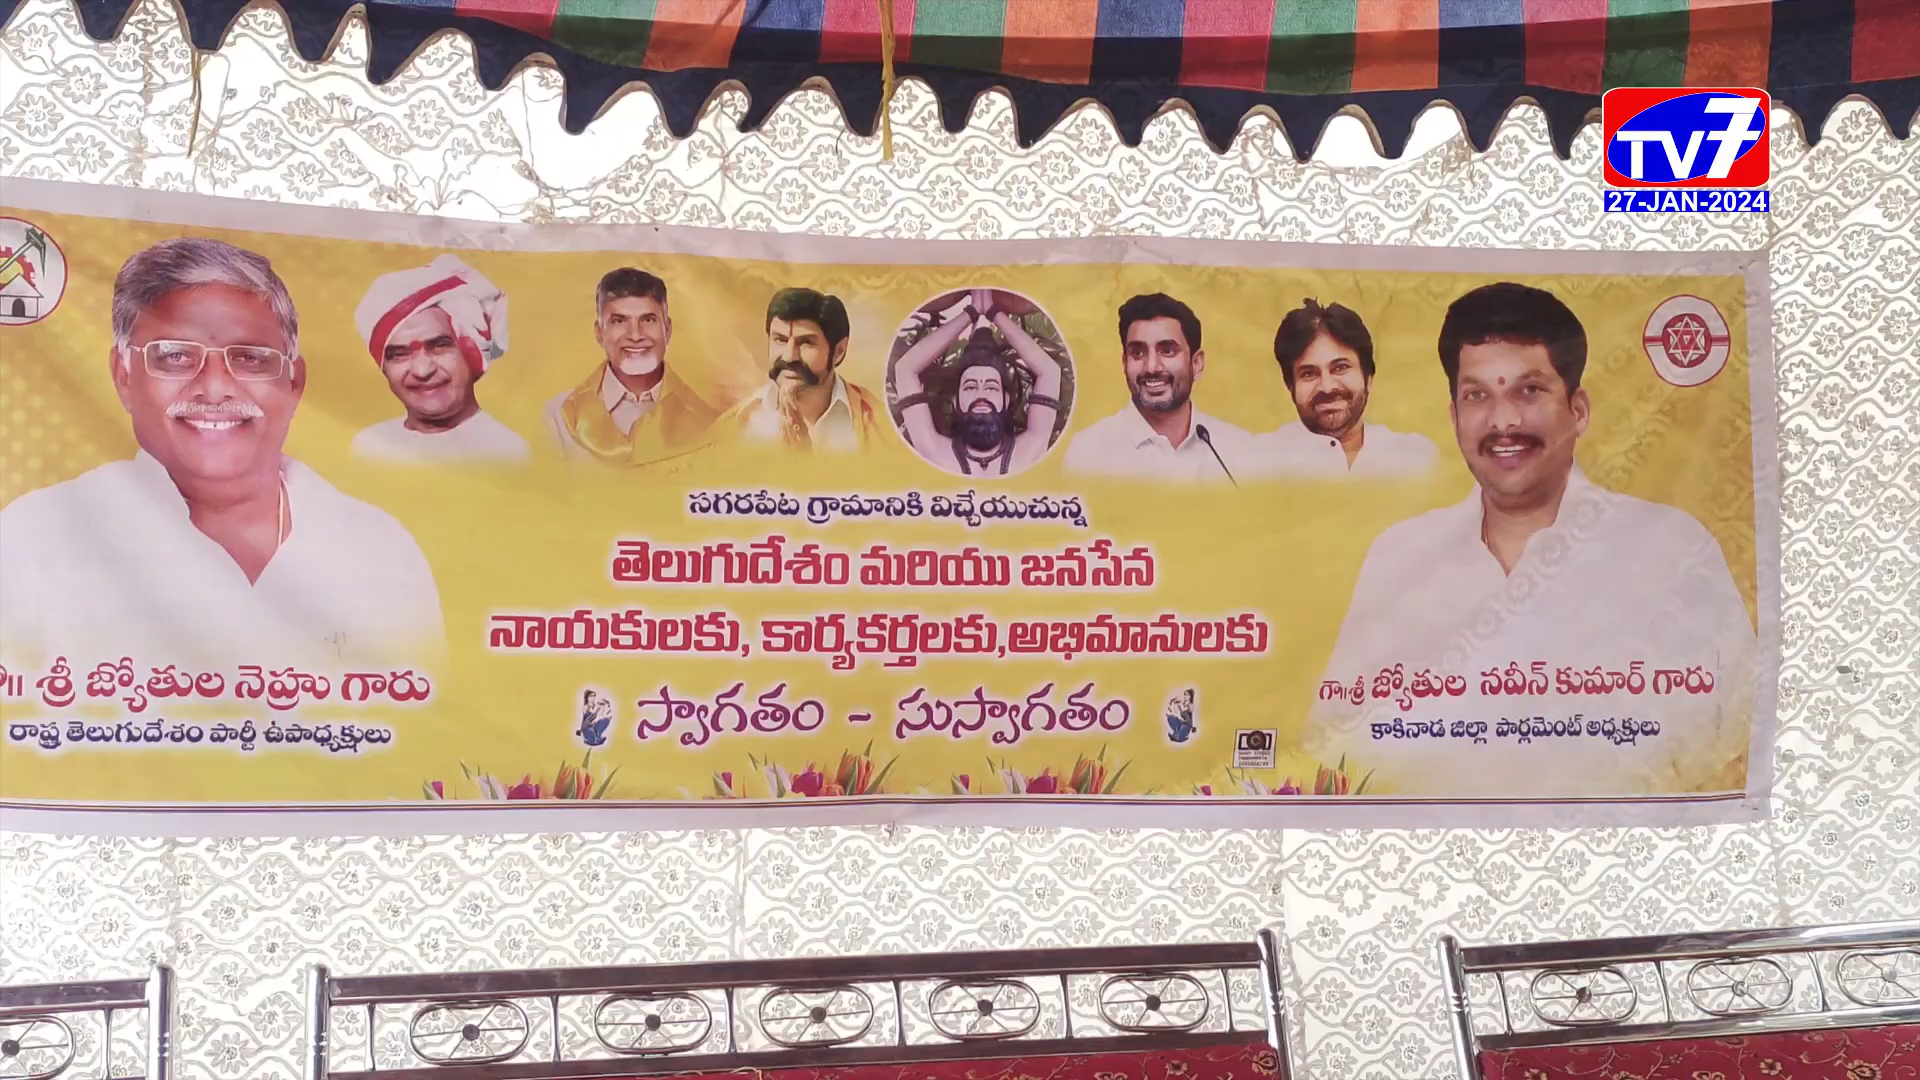 TV7
27-JAN-2024
సగరపేట గ్రామానికి విచ్చేయుచున్న
తెలుగుదేశం మరియు జనసేన
నాయకులకు, కార్యకర్తలకు,అభిమానులకు
స్వాగతం - సుస్వాగతం
శ్రీ జ్యోతుల నెహ్రు గారు
రాష్ట్ర తెలుగుదేశం పార్టీ ఉపాధ్యక్షులు
గౌ॥శ్రీ జ్యోతుల నవీన్ కుమార్ గారు
కాకినాడ జిల్లా పార్లమెంట్ అధ్యక్షులు